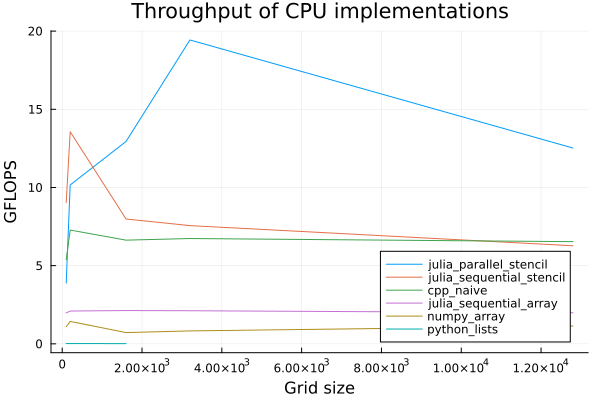 Throughput of CPU implementations
GFLOPS
20
15
10
5
0
julia_parallel_stencil
julia_sequential_stencil
cpp_naive
julia_sequential_array
numpy_array
python_lists
0 2.00×10³ 4.00×10³ 6.00×10³ 8.00×10³ 1.00×10⁴ 1.20×10⁴
Grid size